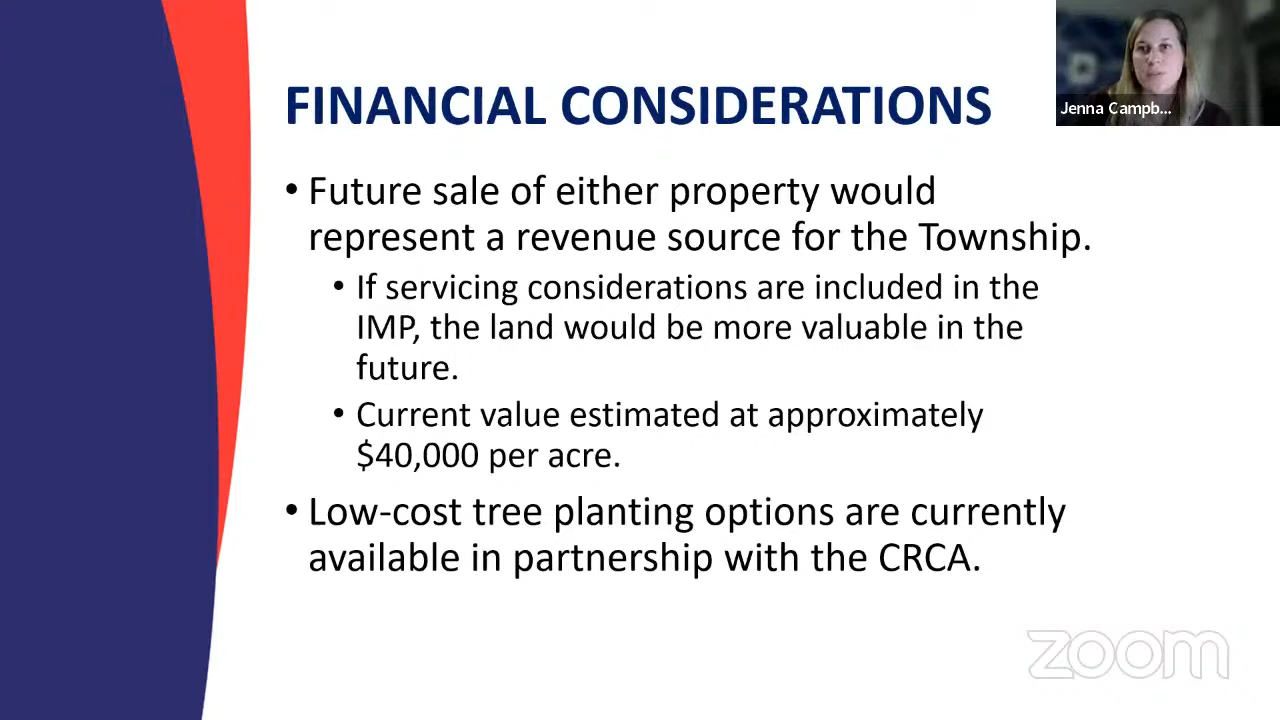 FINANCIAL CONSIDERATIONS
Jenna Campb...
• Future sale of either property would
represent a revenue source for the Township.
• If servicing considerations are included in the
IMP, the land would be more valuable in the
future.
• Current value estimated at approximately
$40,000 per acre.
• Low-cost tree planting options are currently
available in partnership with the CRCA.
zoom